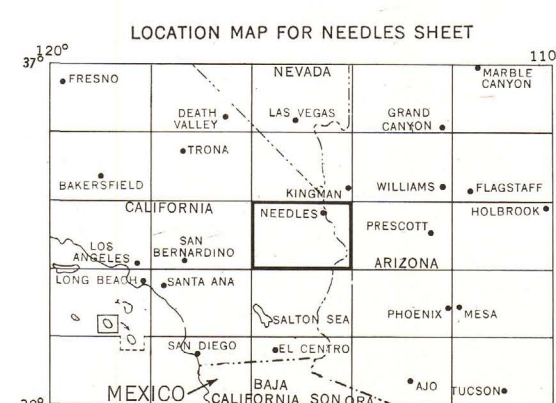 LOCATION MAP FOR NEEDLES SHEET
120°
110
37°
FRESNO
NEVADA
MARBLE
CANYON
DEATH
VALLEY
LAS VEGAS
GRAND
CANYON
TRONA
BAKERSFIELD
KINGMAN
WILLIAMS
FLAGSTAFF
CALIFORNIA
NEEDLES
HOLBROOK
PRESCOTT
LOS
ANGELES
SAN
BERNARDINO
ARIZONA
LONG BEACH
SANTA ANA
SALTON SEA
PHOENIX
MESA
SAN DIEGO
EL CENTRO
MEXICO
BAJA
CALIFORNIA
SONORA
AJO
TUCSON